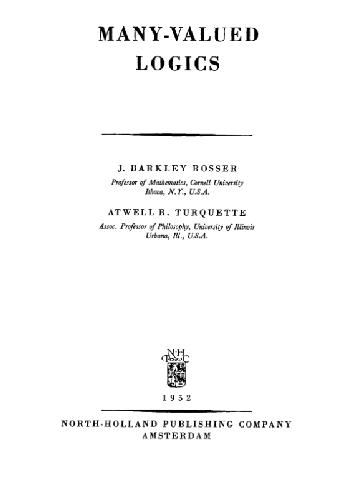 MANY-VALUED
LOGICS
J. BARKLEY ROSSER
Professor of Mathematics, Cornell University
Ithaca, N.Y., U.S.A.
ATWELL R. TURQUETTE
Assoc. Professor of Philosophy, University of Illinois
Urbana, Ill., U.S.A.
N·H
1952
NORTH-HOLLAND PUBLISHING COMPANY
AMSTERDAM